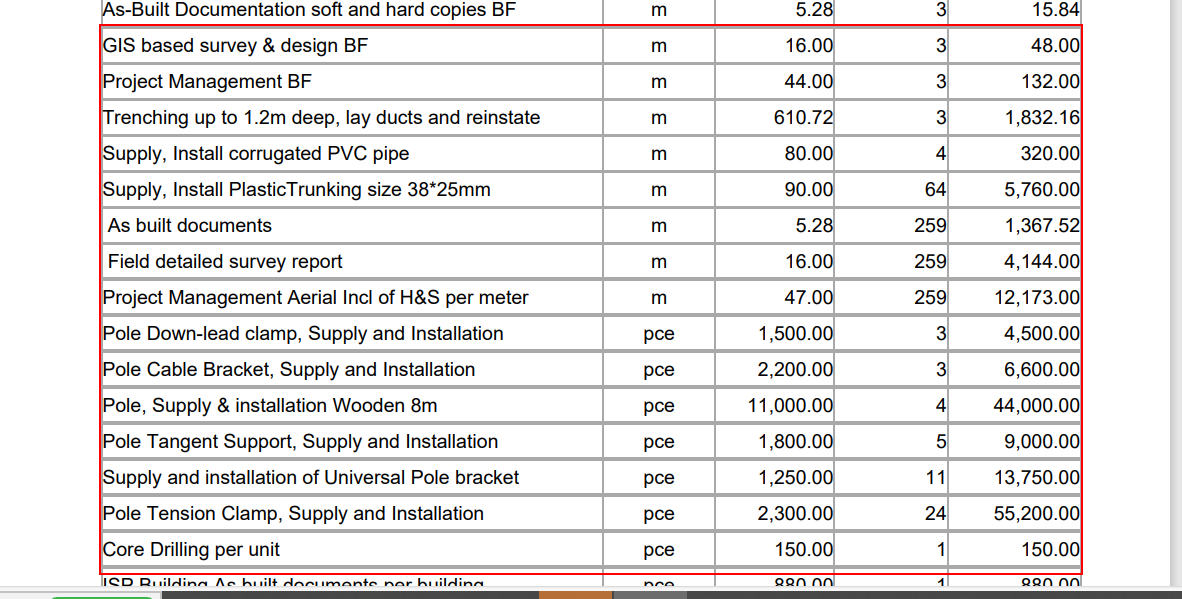 As-Built Documentation soft and hard copies BF m 5.28 3 15.84
GIS based survey & design BF m 16.00 3 48.00
Project Management BF m 44.00 3 132.00
Trenching up to 1.2m deep, lay ducts and reinstate m 610.72 3 1,832.16
Supply, Install corrugated PVC pipe m 80.00 4 320.00
Supply, Install PlasticTrunking size 38*25mm m 90.00 64 5,760.00
As built documents m 5.28 259 1,367.52
Field detailed survey report m 16.00 259 4,144.00
Project Management Aerial Incl of H&S per meter m 47.00 259 12,173.00
Pole Down-lead clamp, Supply and Installation pce 1,500.00 3 4,500.00
Pole Cable Bracket, Supply and Installation pce 2,200.00 3 6,600.00
Pole, Supply & installation Wooden 8m pce 11,000.00 4 44,000.00
Pole Tangent Support, Supply and Installation pce 1,800.00 5 9,000.00
Supply and installation of Universal Pole bracket pce 1,250.00 11 13,750.00
Pole Tension Clamp, Supply and Installation pce 2,300.00 24 55,200.00
Core Drilling per unit pce 150.00 1 150.00
ISP Building As built documents per building pce 880.00 1 880.00